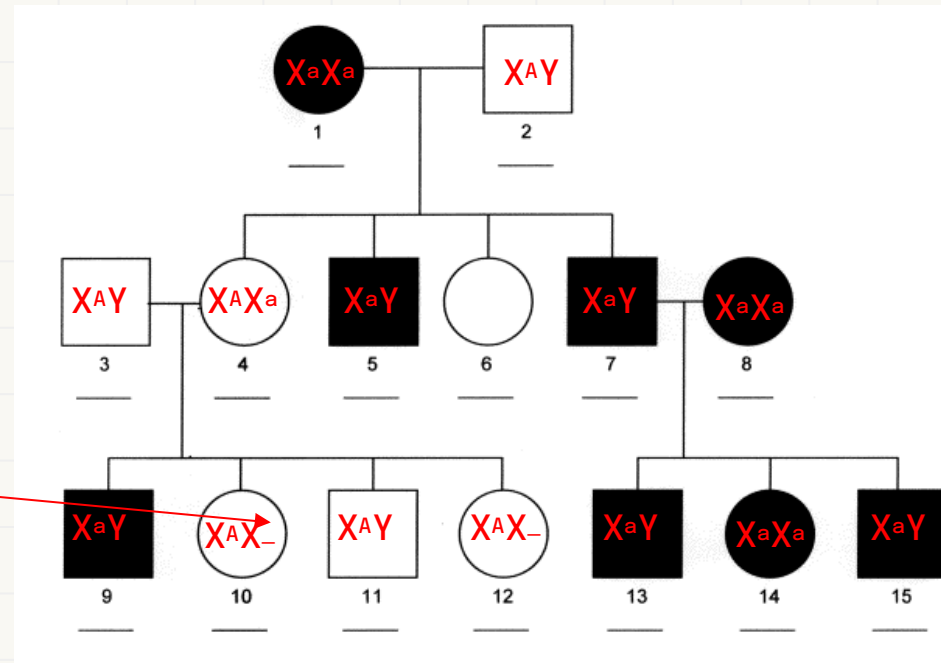 XaXa XAY
1 2
XAY XAXa XaY XaY XaXa
3 4 5 6 7 8
XaY XAX_ XAY XAX_ XaY XaXa XaY
9 10 11 12 13 14 15